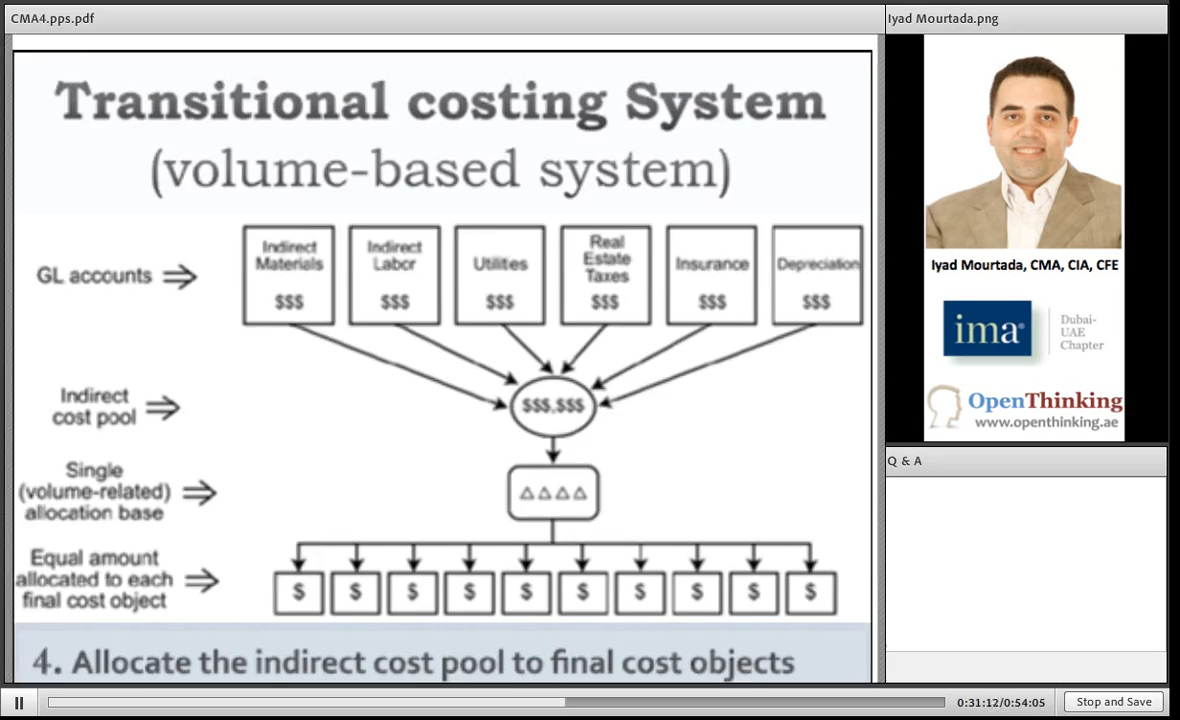 CMA4.pps.pdf
Iyad Mourtada.png
Transitional costing System
(volume-based system)
GL accounts
Indirect
Materials
$$$
Indirect
Labor
$$$
Utilities
$$$
Real
Estate
Taxes
$$$
Insurance
$$$
Depreciation
$$$
Indirect
cost pool
$$$,$$$
Single
(volume-related)
allocation base
Equal amount
allocated to each
final cost object
$ $ $ $ $ $ $ $ $ $
4. Allocate the indirect cost pool to final cost objects
Iyad Mourtada, CMA, CIA, CFE
ima®
Dubai-
UAE
Chapter
OpenThinking
www.openthinking.ae
Q & A
0:31:12/0:54:05
Stop and Save